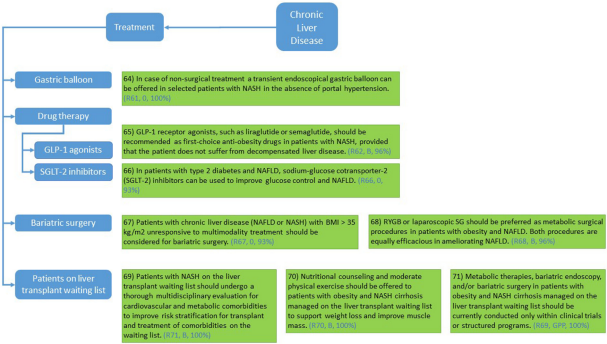 Chronic
Liver
Disease
Treatment
Gastric balloon
64) In case of non-surgical treatment a transient endoscopical gastric balloon can
be offered in selected patients with NASH in the absence of portal hypertension.
(R61, 0, 100%)
Drug therapy
GLP-1 agonists
65) GLP-1 receptor agonists, such as liraglutide or semaglutide, should be
recommended as first-choice anti-obesity drugs in patients with NASH, provided
that the patient does not suffer from decompensated liver disease. (R62, B, 96%)
SGLT-2 inhibitors
66) In patients with type 2 diabetes and NAFLD, sodium-glucose cotransporter-2
(SGLT-2) inhibitors can be used to improve glucose control and NAFLD. (R66, 0,
93%)
Bariatric surgery
67) Patients with chronic liver disease (NAFLD or NASH) with BMI > 35
kg/m2 unresponsive to multimodality treatment should be
considered for bariatric surgery. (R67, 0, 93%)
68) RYGB or laparoscopic SG should be preferred as metabolic surgical
procedures in patients with obesity and NAFLD. Both procedures are
equally efficacious in ameliorating NAFLD. (R68, B, 96%)
Patients on liver
transplant waiting list
69) Patients with NASH on the liver
transplant waiting list should undergo a
thorough multidisciplinary evaluation for
cardiovascular and metabolic comorbidities
to improve risk stratification for transplant
and treatment of comorbidities on the
waiting list. (R71, B, 100%)
70) Nutritional counseling and moderate
physical exercise should be offered to
patients with obesity and NASH cirrhosis
managed on the liver transplant waiting list
to support weight loss and improve muscle
mass. (R70, B, 100%)
71) Metabolic therapies, bariatric endoscopy,
and/or bariatric surgery in patients with
obesity and NASH cirrhosis managed on the
liver transplant waiting list should be
currently conducted only within clinical trials
or structured programs. (R69, GPP, 100%)